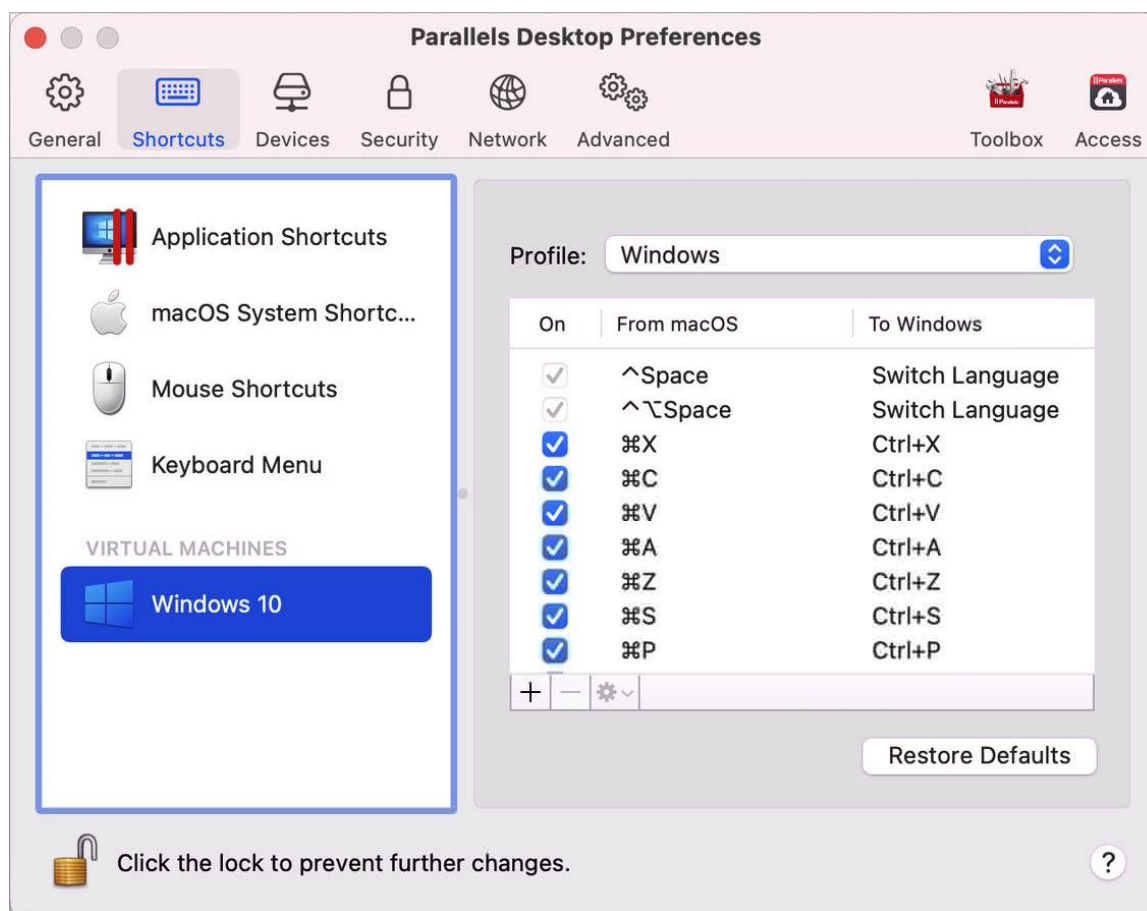 Parallels Desktop Preferences
General Shortcuts Devices Security Network Advanced Toolbox Access
Application Shortcuts
macOS System Shortc...
Mouse Shortcuts
Keyboard Menu
VIRTUAL MACHINES
Windows 10
Profile: Windows
On From macOS To Windows
^Space Switch Language
^⌥Space Switch Language
⌘X Ctrl+X
⌘C Ctrl+C
⌘V Ctrl+V
⌘A Ctrl+A
⌘Z Ctrl+Z
⌘S Ctrl+S
⌘P Ctrl+P
Restore Defaults
Click the lock to prevent further changes.
?